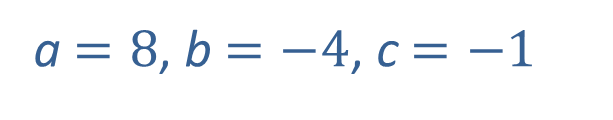 a = 8, b = −4, c = −1